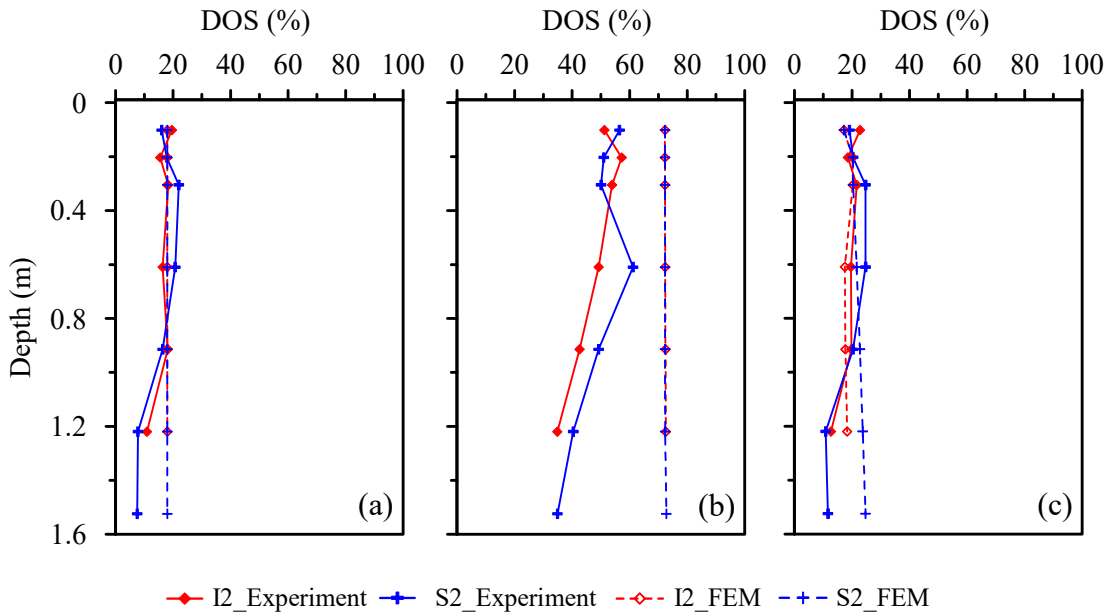 DOS (%) DOS (%) DOS (%)
0 20 40 60 80 100 0 20 40 60 80 100 0 20 40 60 80 100
0
0.4
0.8
1.2
1.6
Depth (m)
(a) (b) (c)
I2_Experiment S2_Experiment I2_FEM S2_FEM